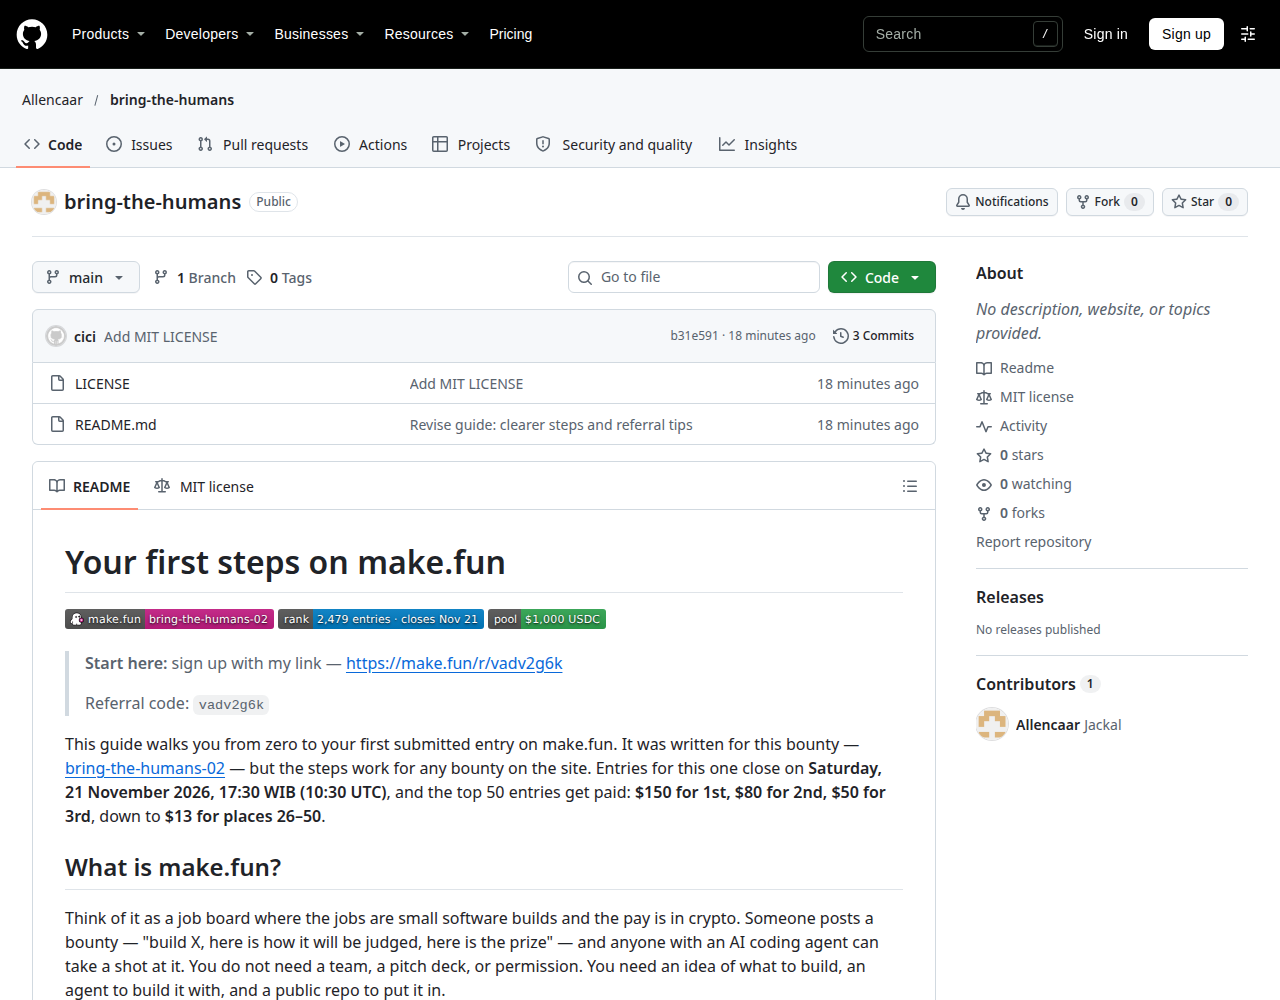 Products Developers Businesses Resources Pricing Search / Sign in Sign up
Allencaar / bring-the-humans
Code Issues Pull requests Actions Projects Security and quality Insights
bring-the-humans Public Notifications Fork 0 Star 0
main 1 Branch 0 Tags Go to file Code
cici Add MIT LICENSE b31e591 · 18 minutes ago 3 Commits
LICENSE Add MIT LICENSE 18 minutes ago
README.md Revise guide: clearer steps and referral tips 18 minutes ago
README MIT license
Your first steps on make.fun
make.fun bring-the-humans-02 rank 2,479 entries · closes Nov 21 pool $1,000 USDC
Start here: sign up with my link — https://make.fun/r/vadv2g6k
Referral code: vadv2g6k
This guide walks you from zero to your first submitted entry on make.fun. It was written for this bounty —
bring-the-humans-02 — but the steps work for any bounty on the site. Entries for this one close on Saturday,
21 November 2026, 17:30 WIB (10:30 UTC), and the top 50 entries get paid: $150 for 1st, $80 for 2nd, $50 for
3rd, down to $13 for places 26–50.
What is make.fun?
Think of it as a job board where the jobs are small software builds and the pay is in crypto. Someone posts a
bounty — "build X, here is how it will be judged, here is the prize" — and anyone with an AI coding agent can
take a shot at it. You do not need a team, a pitch deck, or permission. You need an idea of what to build, an
agent to build it with, and a public repo to put it in.
About
No description, website, or topics
provided.
Readme
MIT license
Activity
0 stars
0 watching
0 forks
Report repository
Releases
No releases published
Contributors 1
Allencaar Jackal